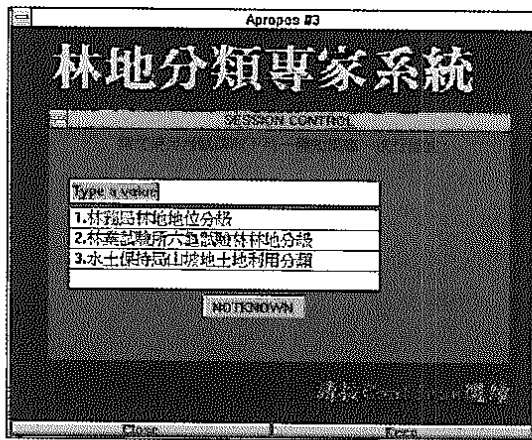 Apropos #3
林地分類專家系統
SESSION CONTROL
Type a value
1.林務局林地地位分級
2.林業試驗所六龜試驗林林地分級
3.水土保持局山坡地土地利用分類
NOTKNOWN
Close
Keep